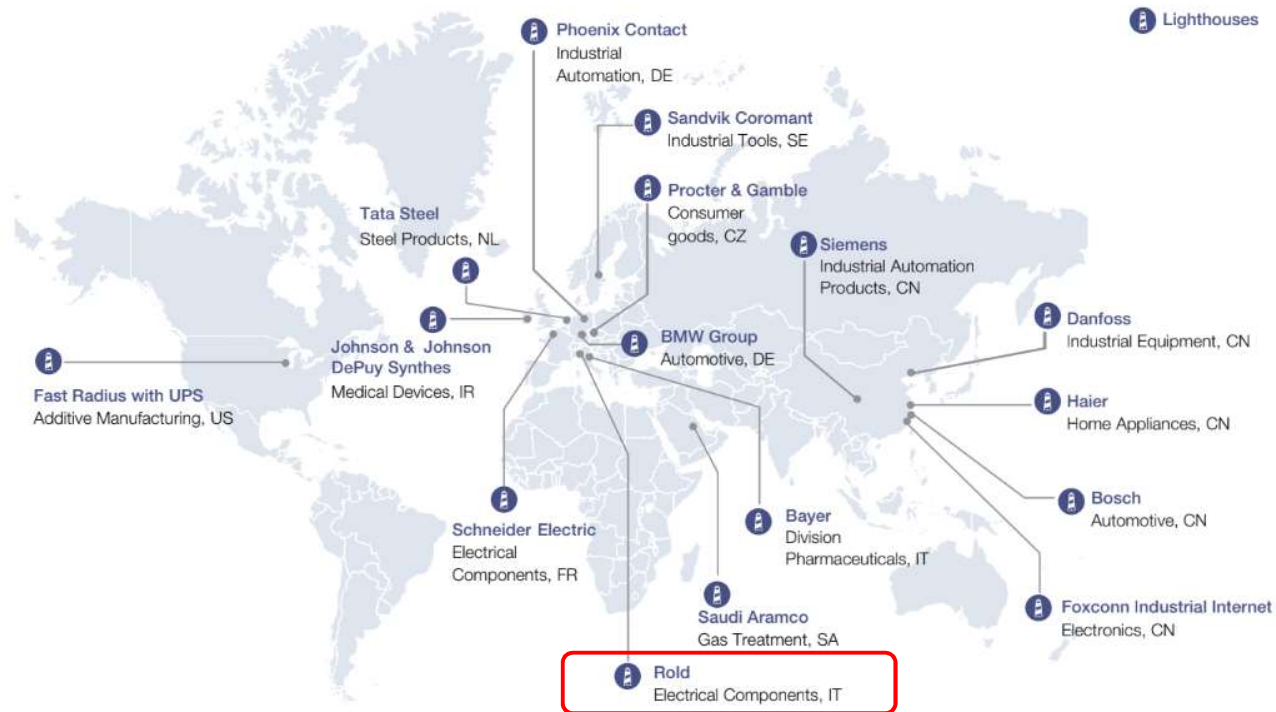 Lighthouses
Phoenix Contact
Industrial
Automation, DE
Sandvik Coromant
Industrial Tools, SE
Procter & Gamble
Consumer
goods, CZ
Tata Steel
Steel Products, NL
Siemens
Industrial Automation
Products, CN
Johnson & Johnson
DePuy Synthes
Medical Devices, IR
BMW Group
Automotive, DE
Danfoss
Industrial Equipment, CN
Fast Radius with UPS
Additive Manufacturing, US
Haier
Home Appliances, CN
Schneider Electric
Electrical
Components, FR
Bayer
Division
Pharmaceuticals, IT
Bosch
Automotive, CN
Saudi Aramco
Gas Treatment, SA
Foxconn Industrial Internet
Electronics, CN
Rold
Electrical Components, IT